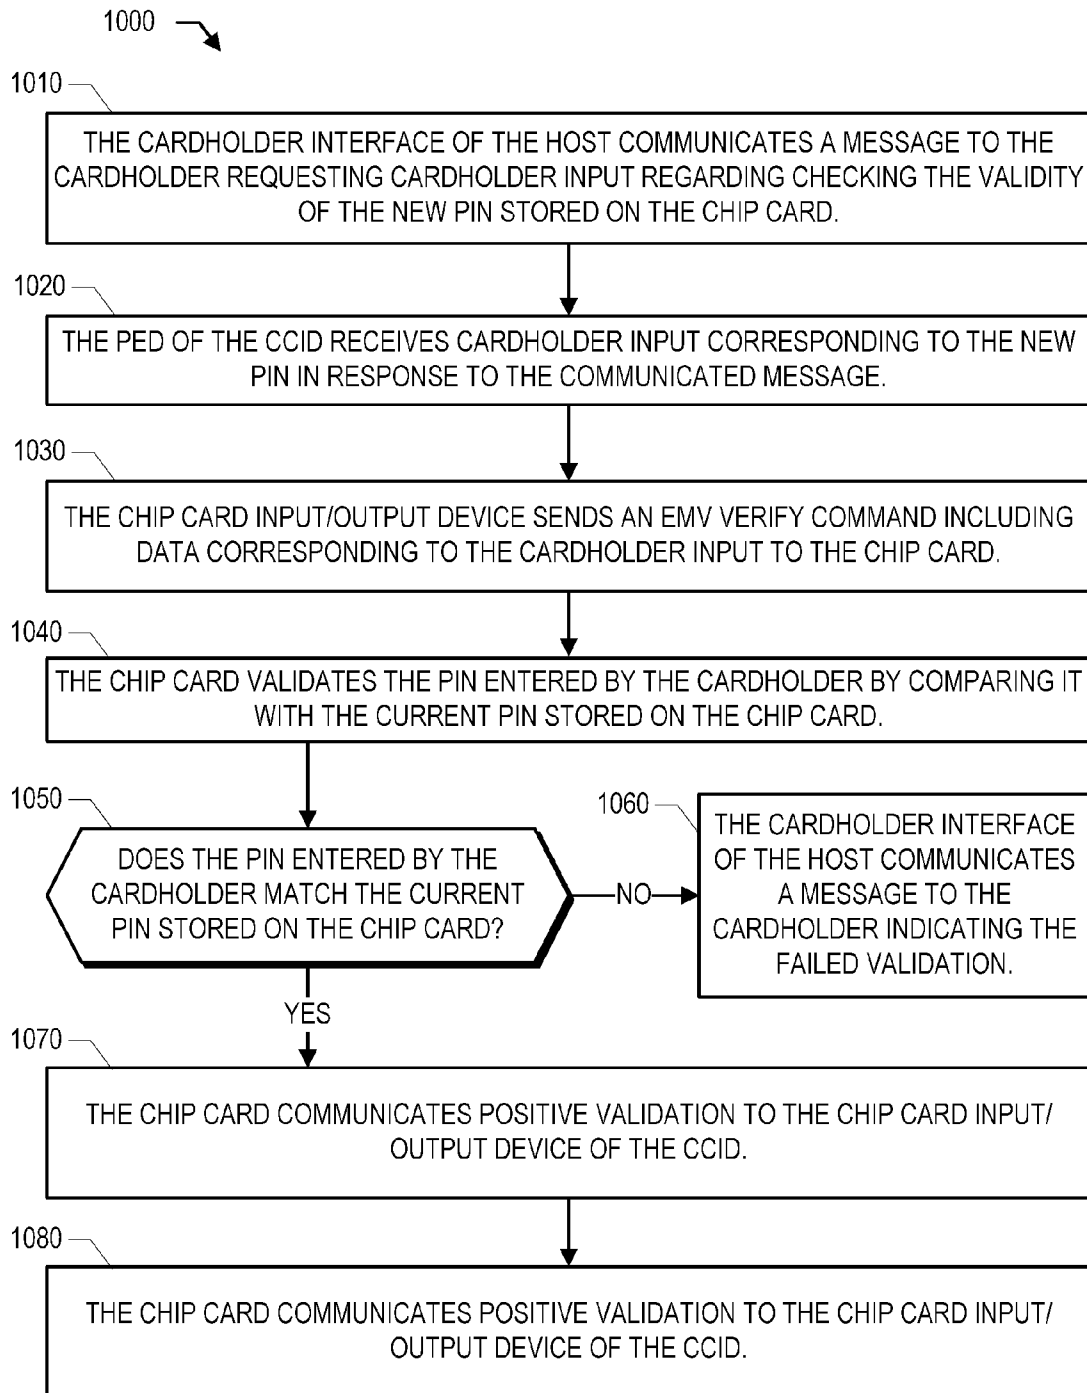 1000
1010
THE CARDHOLDER INTERFACE OF THE HOST COMMUNICATES A MESSAGE TO THE
CARDHOLDER REQUESTING CARDHOLDER INPUT REGARDING CHECKING THE VALIDITY
OF THE NEW PIN STORED ON THE CHIP CARD.
1020
THE PED OF THE CCID RECEIVES CARDHOLDER INPUT CORRESPONDING TO THE NEW
PIN IN RESPONSE TO THE COMMUNICATED MESSAGE.
1030
THE CHIP CARD INPUT/OUTPUT DEVICE SENDS AN EMV VERIFY COMMAND INCLUDING
DATA CORRESPONDING TO THE CARDHOLDER INPUT TO THE CHIP CARD.
1040
THE CHIP CARD VALIDATES THE PIN ENTERED BY THE CARDHOLDER BY COMPARING IT
WITH THE CURRENT PIN STORED ON THE CHIP CARD.
1050
DOES THE PIN ENTERED BY THE
CARDHOLDER MATCH THE CURRENT
PIN STORED ON THE CHIP CARD?
NO
1060
THE CARDHOLDER INTERFACE
OF THE HOST COMMUNICATES
A MESSAGE TO THE
CARDHOLDER INDICATING THE
FAILED VALIDATION.
YES
1070
THE CHIP CARD COMMUNICATES POSITIVE VALIDATION TO THE CHIP CARD INPUT/
OUTPUT DEVICE OF THE CCID.
1080
THE CHIP CARD COMMUNICATES POSITIVE VALIDATION TO THE CHIP CARD INPUT/
OUTPUT DEVICE OF THE CCID.